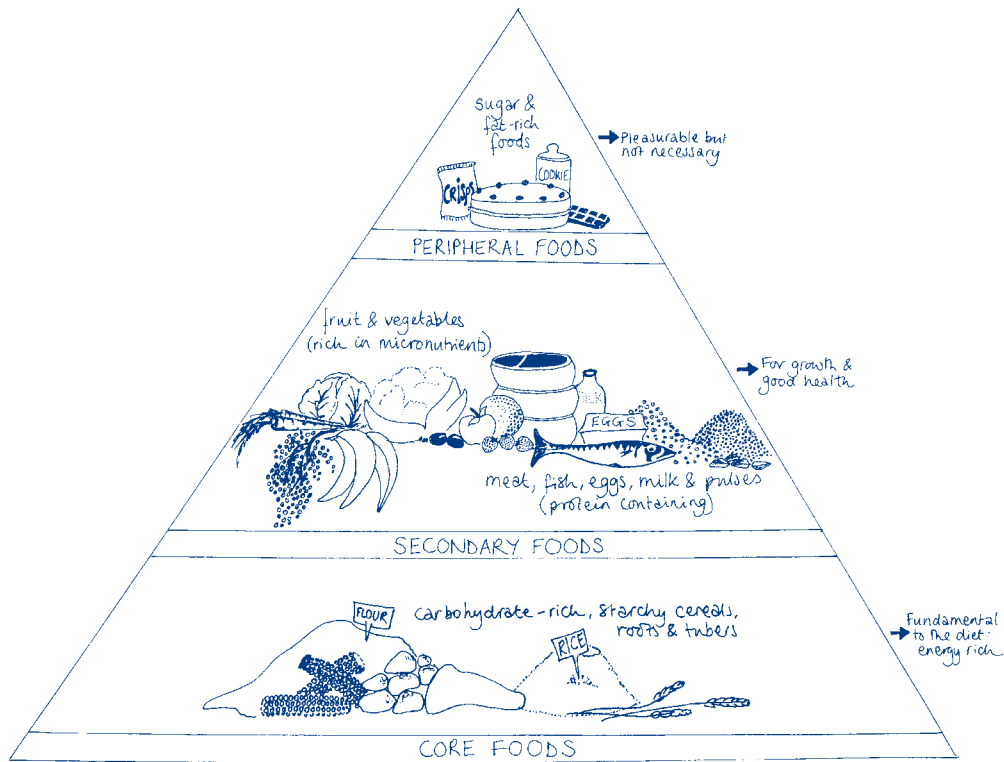 sugar &
fat-rich
foods
→ Pleasurable but
not necessary
COOKIE
CRISPS
PERIPHERAL FOODS
fruit & vegetables
(rich in micronutrients)
→ For growth &
good health
MILK
EGGS
meat, fish, eggs, milk & pulses
(protein containing)
SECONDARY FOODS
FLOUR
carbohydrate-rich, starchy cereals,
roots & tubers
RICE
→ Fundamental
to the diet:
energy rich
CORE FOODS